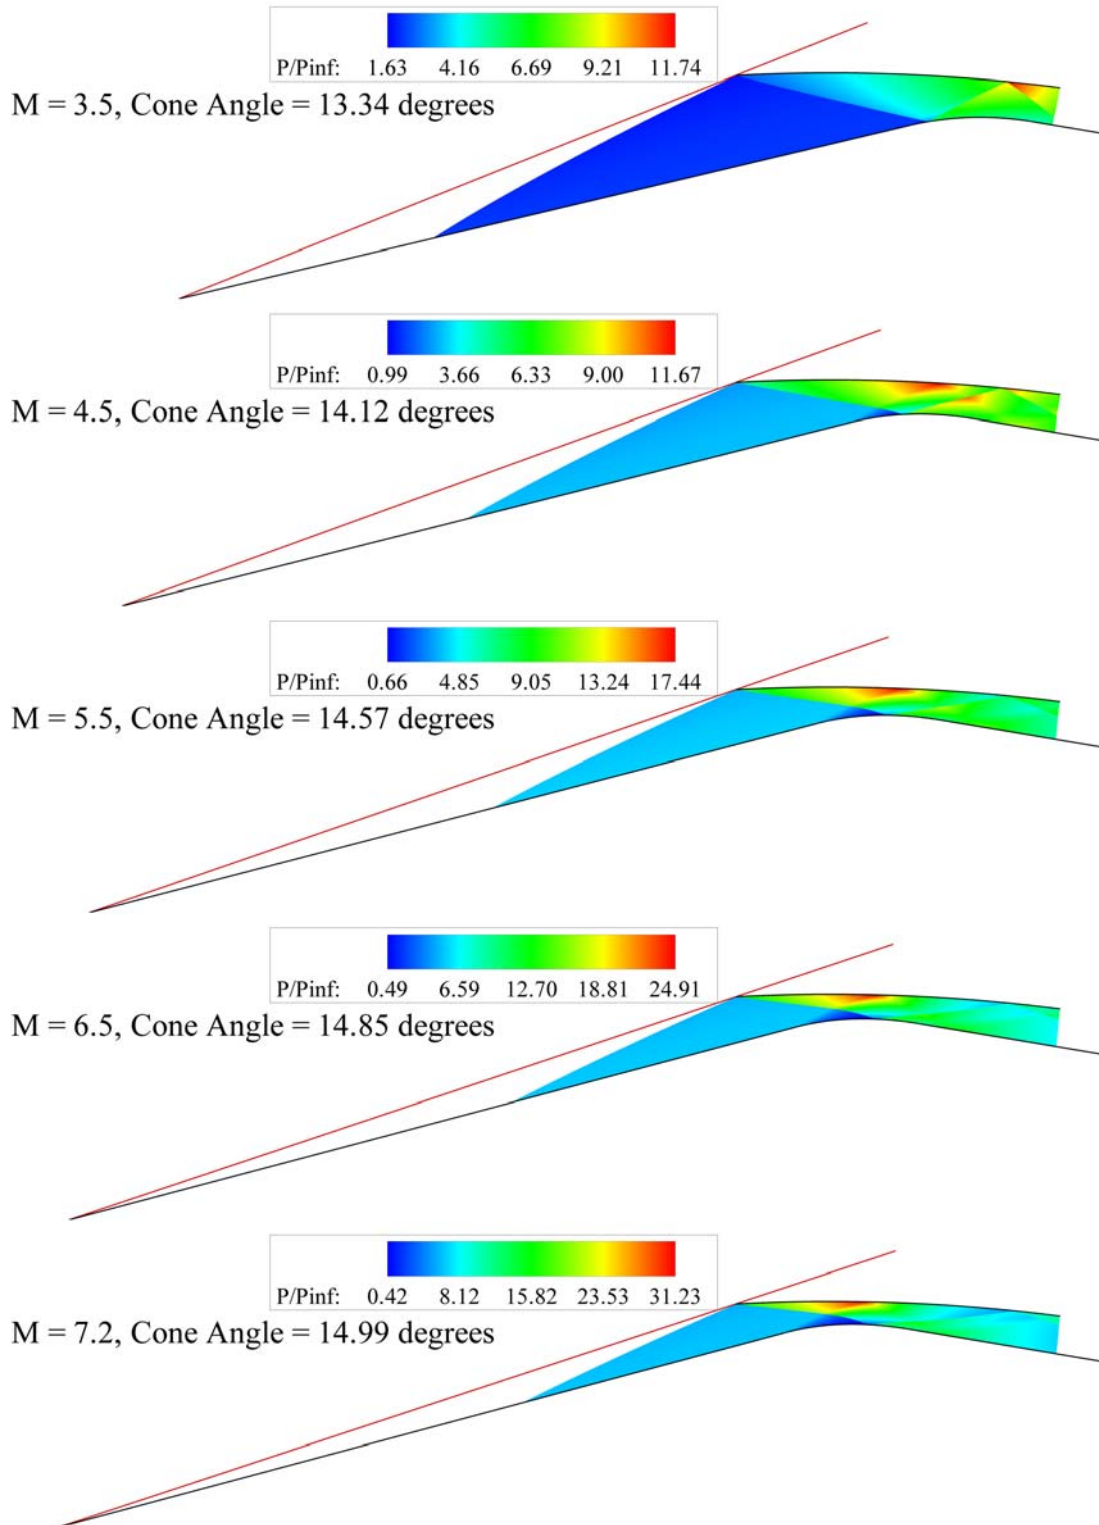 P/Pinf: 1.63 4.16 6.69 9.21 11.74
M = 3.5, Cone Angle = 13.34 degrees
P/Pinf: 0.99 3.66 6.33 9.00 11.67
M = 4.5, Cone Angle = 14.12 degrees
P/Pinf: 0.66 4.85 9.05 13.24 17.44
M = 5.5, Cone Angle = 14.57 degrees
P/Pinf: 0.49 6.59 12.70 18.81 24.91
M = 6.5, Cone Angle = 14.85 degrees
P/Pinf: 0.42 8.12 15.82 23.53 31.23
M = 7.2, Cone Angle = 14.99 degrees